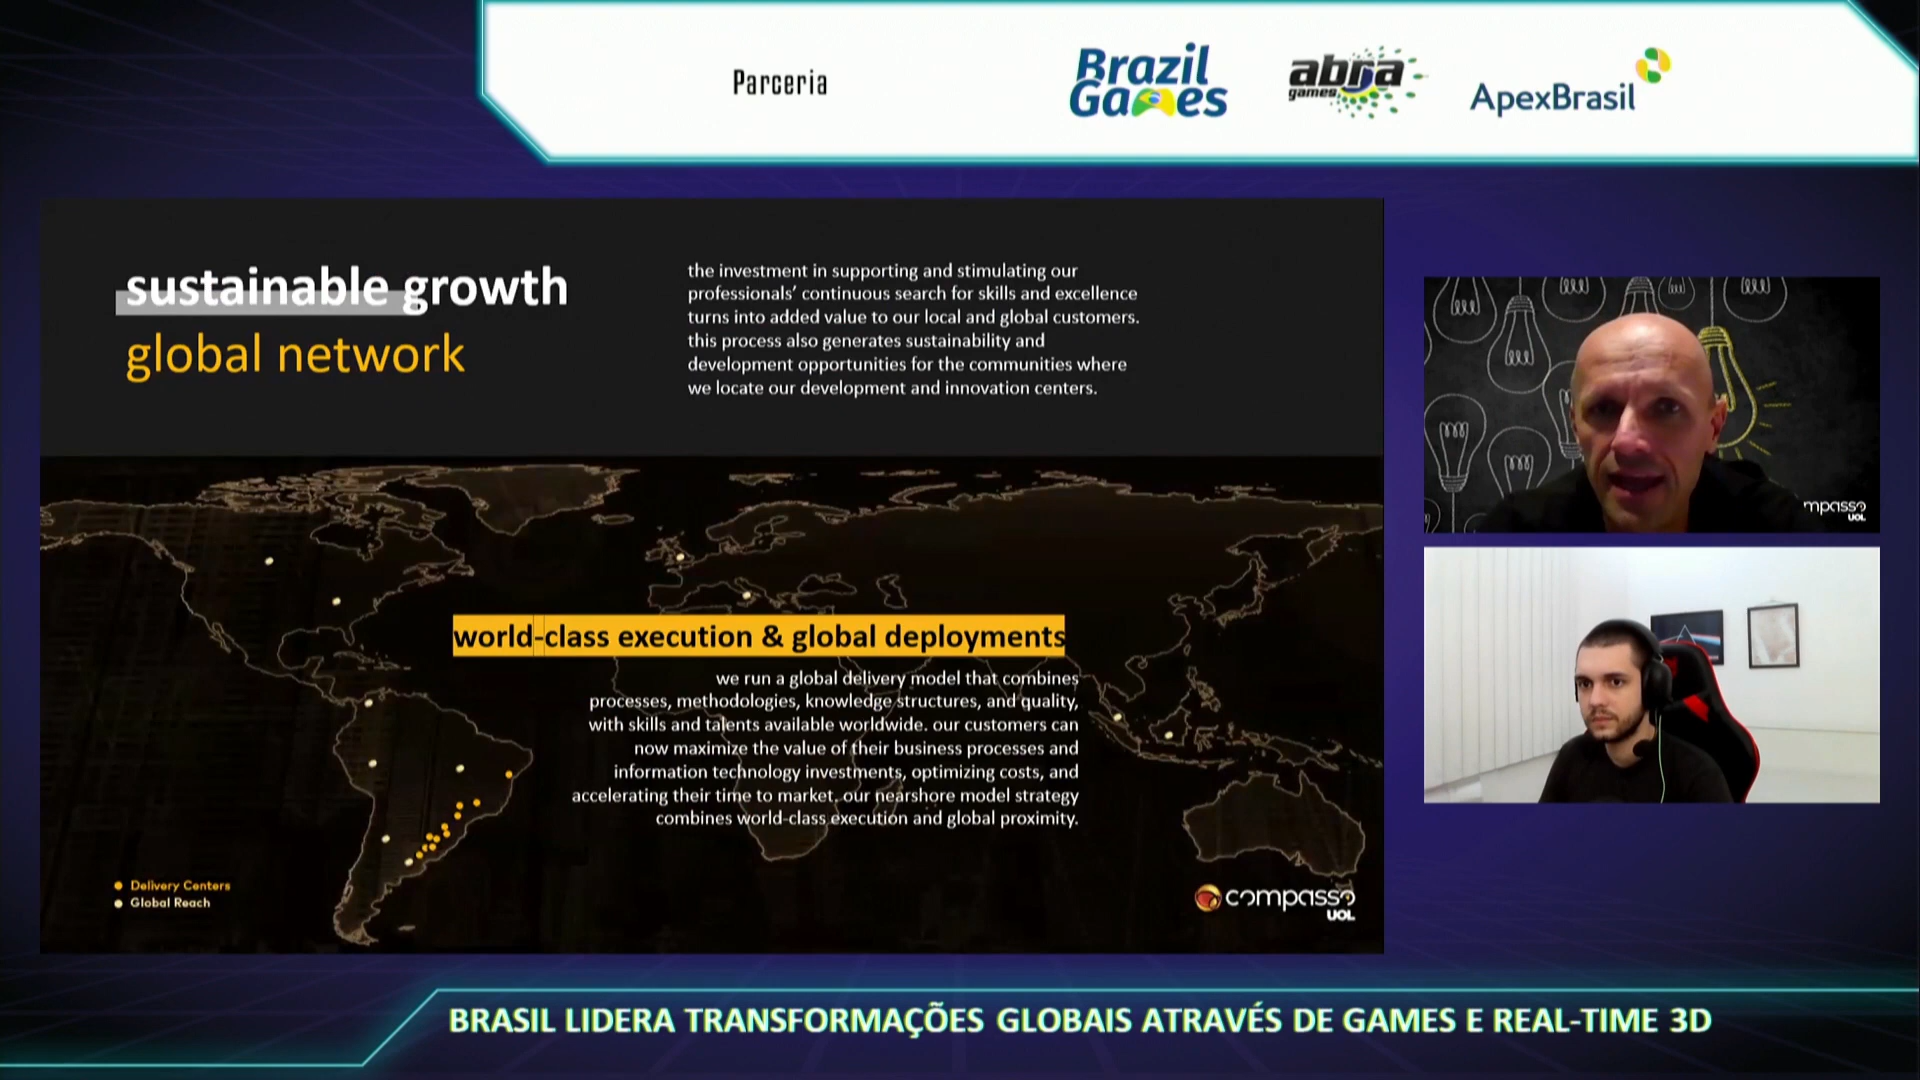 Parceria
Brazil
Games
abra
games
ApexBrasil
sustainable growth
global network
the investment in supporting and stimulating our
professionals’ continuous search for skills and excellence
turns into added value to our local and global customers.
this process also generates sustainability and
development opportunities for the communities where
we locate our development and innovation centers.
world-class execution & global deployments
we run a global delivery model that combines
processes, methodologies, knowledge structures, and quality,
with skills and talents available worldwide. our customers can
now maximize the value of their business processes and
information technology investments, optimizing costs, and
accelerating their time to market. our nearshore model strategy
combines world-class execution and global proximity.
Delivery Centers
Global Reach
compasso
UOL
mpasso
UOL
BRASIL LIDERA TRANSFORMAÇÕES GLOBAIS ATRAVÉS DE GAMES E REAL-TIME 3D